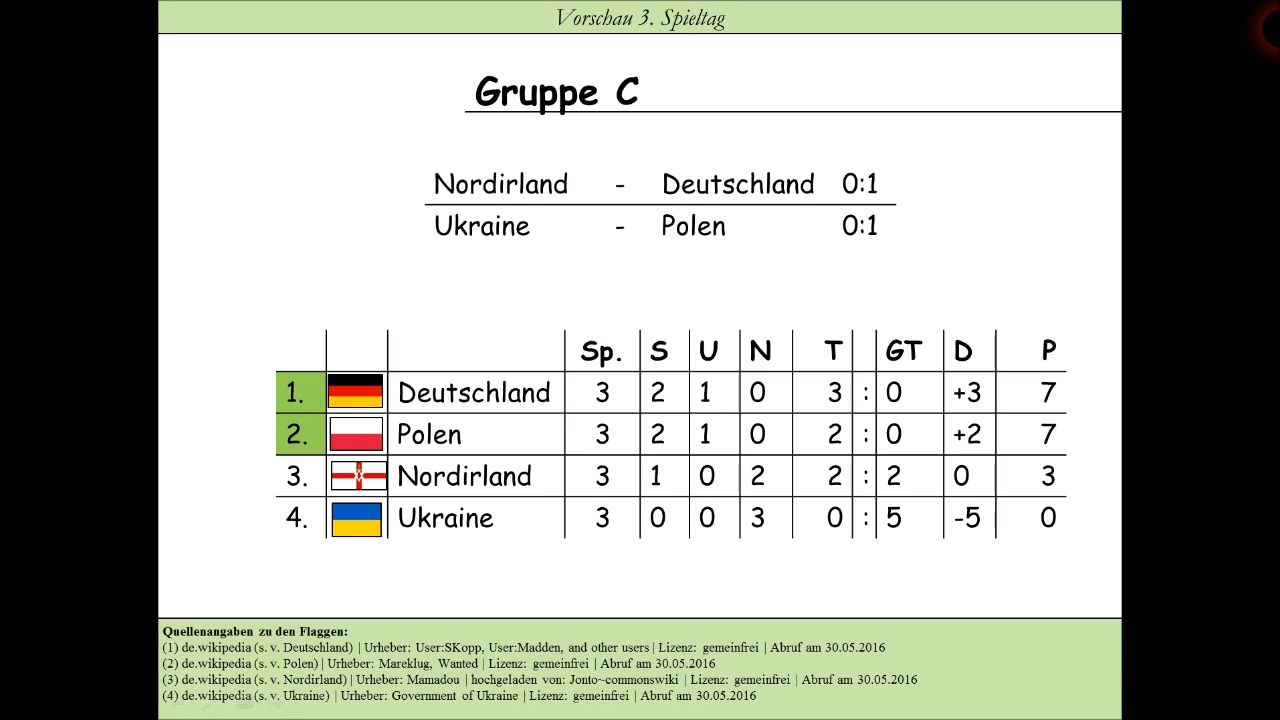 Vorschau 3. Spieltag
Gruppe C
Nordirland - Deutschland 0:1
Ukraine - Polen 0:1
Sp. S U N T GT D P
1. Deutschland 3 2 1 0 3 : 0 +3 7
2. Polen 3 2 1 0 2 : 0 +2 7
3. Nordirland 3 1 0 2 2 : 2 0 3
4. Ukraine 3 0 0 3 0 : 5 -5 0
Quellenangaben zu den Flaggen:
(1) de.wikipedia (s. v. Deutschland) | Urheber: User:SKopp, User:Madden, and other users | Lizenz: gemeinfrei | Abruf am 30.05.2016
(2) de.wikipedia (s. v. Polen) | Urheber: Mareklug, Wanted | Lizenz: gemeinfrei | Abruf am 30.05.2016
(3) de.wikipedia (s. v. Nordirland) | Urheber: Mamadou | hochgeladen von: Jonto~commonswiki | Lizenz: gemeinfrei | Abruf am 30.05.2016
(4) de.wikipedia (s. v. Ukraine) | Urheber: Government of Ukraine | Lizenz: gemeinfrei | Abruf am 30.05.2016